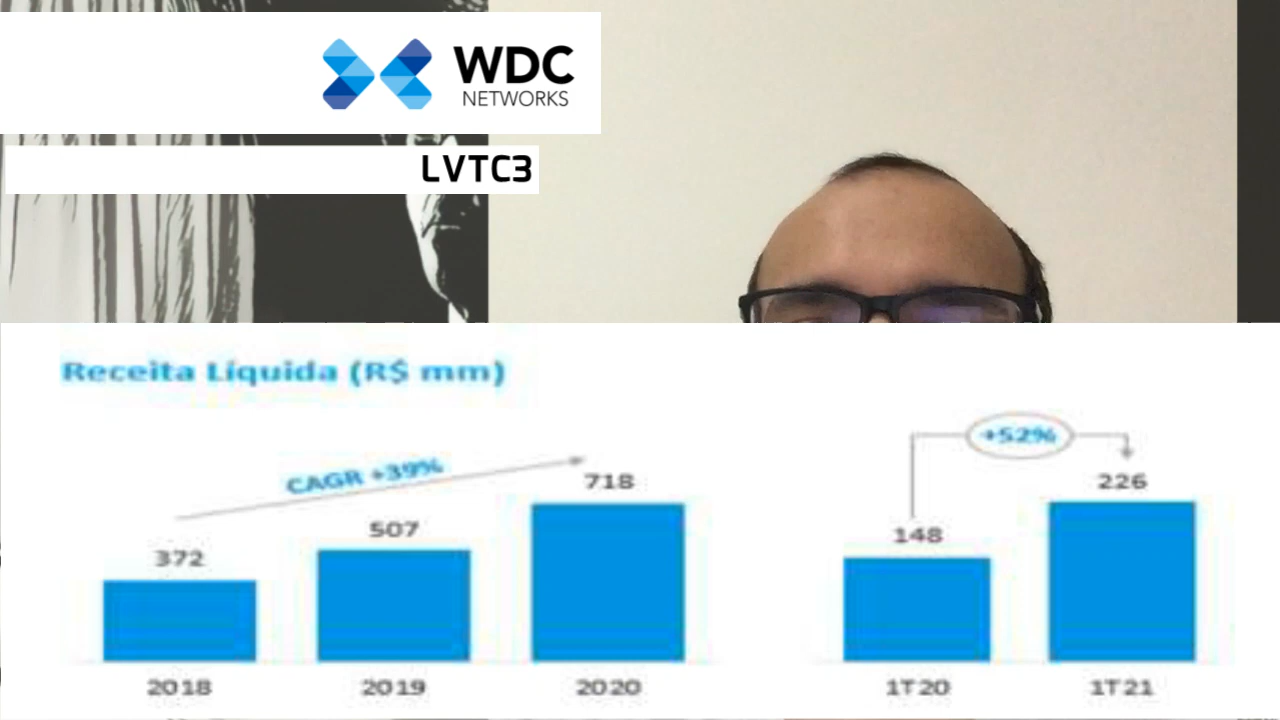 WDC
NETWORKS
LVTC3
Receita Líquida (R$ mm)
CAGR +39%
+52%
372
507
718
148
226
2018
2019
2020
1T20
1T21